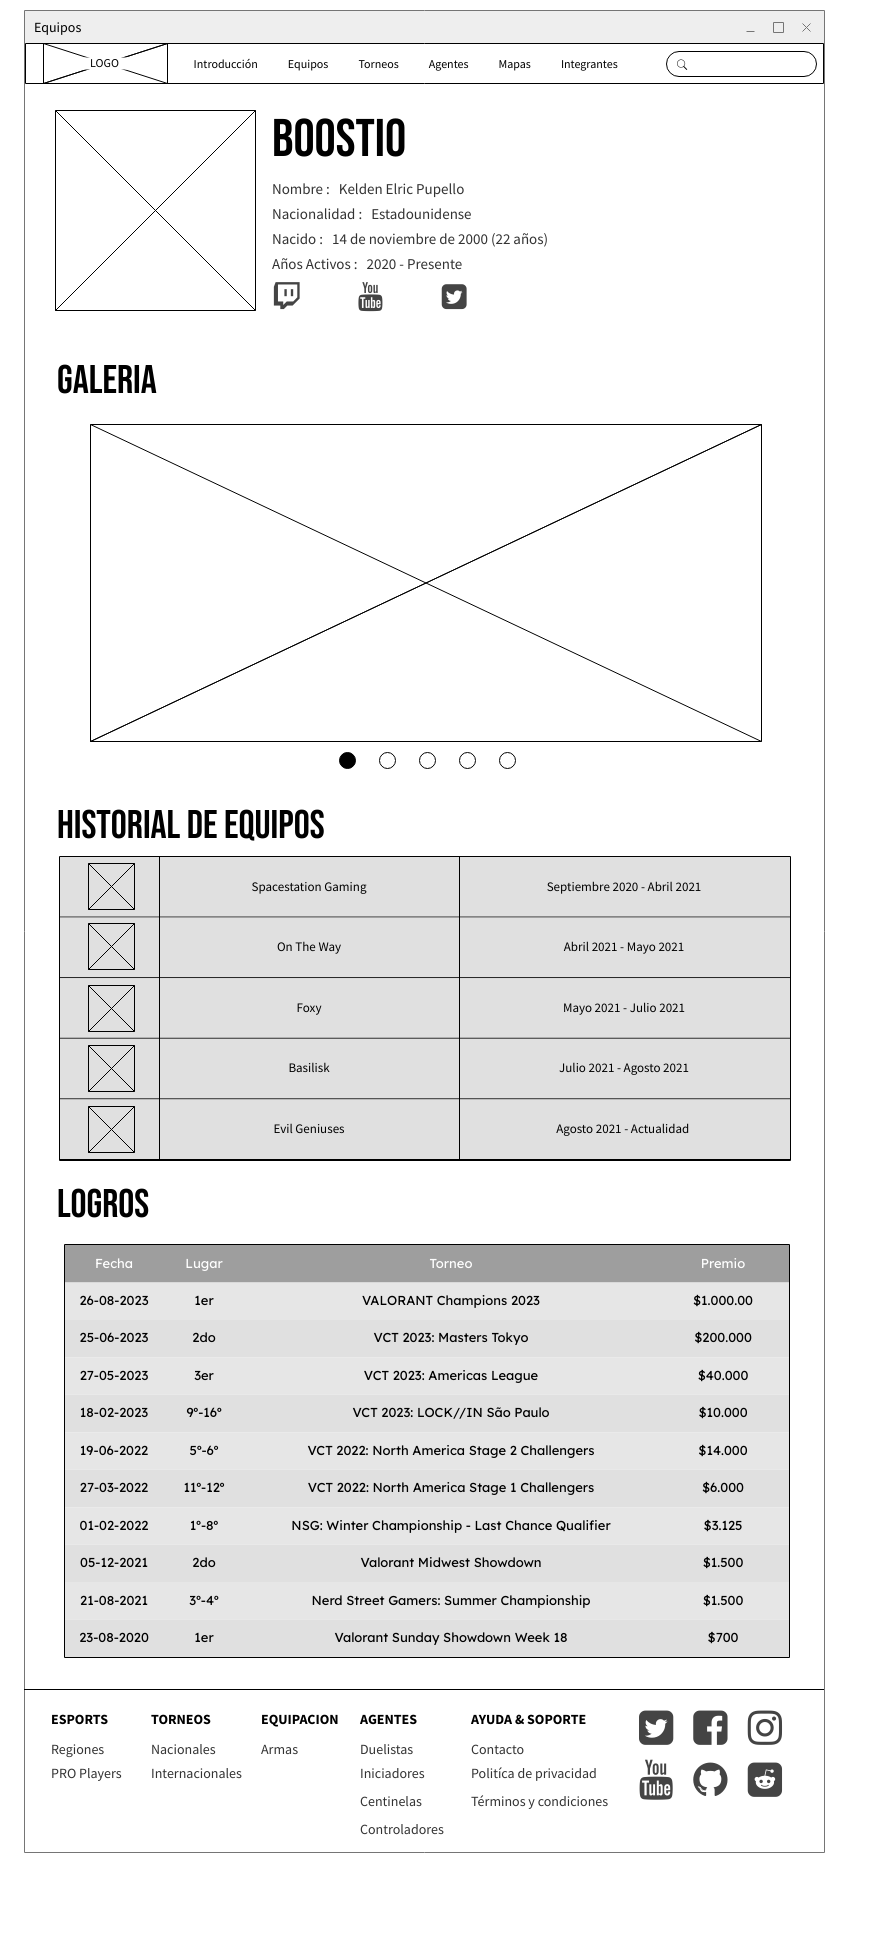 Equipos
LOGO Introducción Equipos Torneos Agentes Mapas Integrantes
BOOSTIO
Nombre : Kelden Elric Pupello
Nacionalidad : Estadounidense
Nacido : 14 de noviembre de 2000 (22 años)
Años Activos : 2020 - Presente
You Tube
GALERIA
HISTORIAL DE EQUIPOS
Spacestation Gaming Septiembre 2020 - Abril 2021
On The Way Abril 2021 - Mayo 2021
Foxy Mayo 2021 - Julio 2021
Basilisk Julio 2021 - Agosto 2021
Evil Geniuses Agosto 2021 - Actualidad
LOGROS
Fecha Lugar Torneo Premio
26-08-2023 1er VALORANT Champions 2023 $1.000.00
25-06-2023 2do VCT 2023: Masters Tokyo $200.000
27-05-2023 3er VCT 2023: Americas League $40.000
18-02-2023 9º-16º VCT 2023: LOCK//IN São Paulo $10.000
19-06-2022 5º-6º VCT 2022: North America Stage 2 Challengers $14.000
27-03-2022 11º-12º VCT 2022: North America Stage 1 Challengers $6.000
01-02-2022 1º-8º NSG: Winter Championship - Last Chance Qualifier $3.125
05-12-2021 2do Valorant Midwest Showdown $1.500
21-08-2021 3º-4º Nerd Street Gamers: Summer Championship $1.500
23-08-2020 1er Valorant Sunday Showdown Week 18 $700
ESPORTS TORNEOS EQUIPACION AGENTES AYUDA & SOPORTE
Regiones Nacionales Armas Duelistas Contacto
PRO Players Internacionales Iniciadores Politíca de privacidad
Centinelas Términos y condiciones
Controladores
You Tube